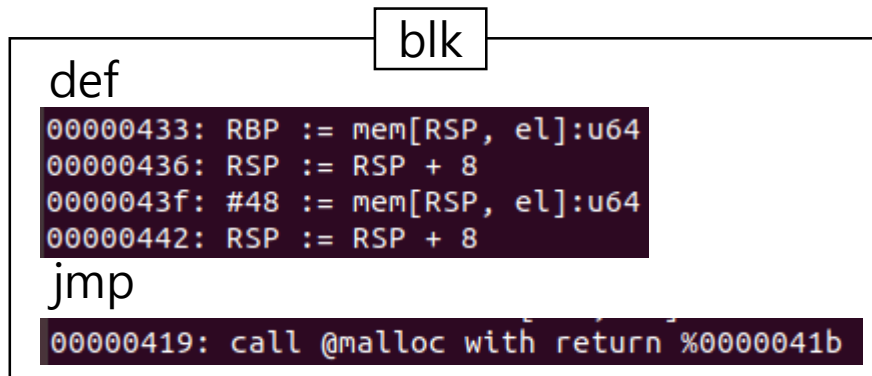 blk
def
00000433: RBP := mem[RSP, el]:u64
00000436: RSP := RSP + 8
0000043f: #48 := mem[RSP, el]:u64
00000442: RSP := RSP + 8
jmp
00000419: call @malloc with return %0000041b